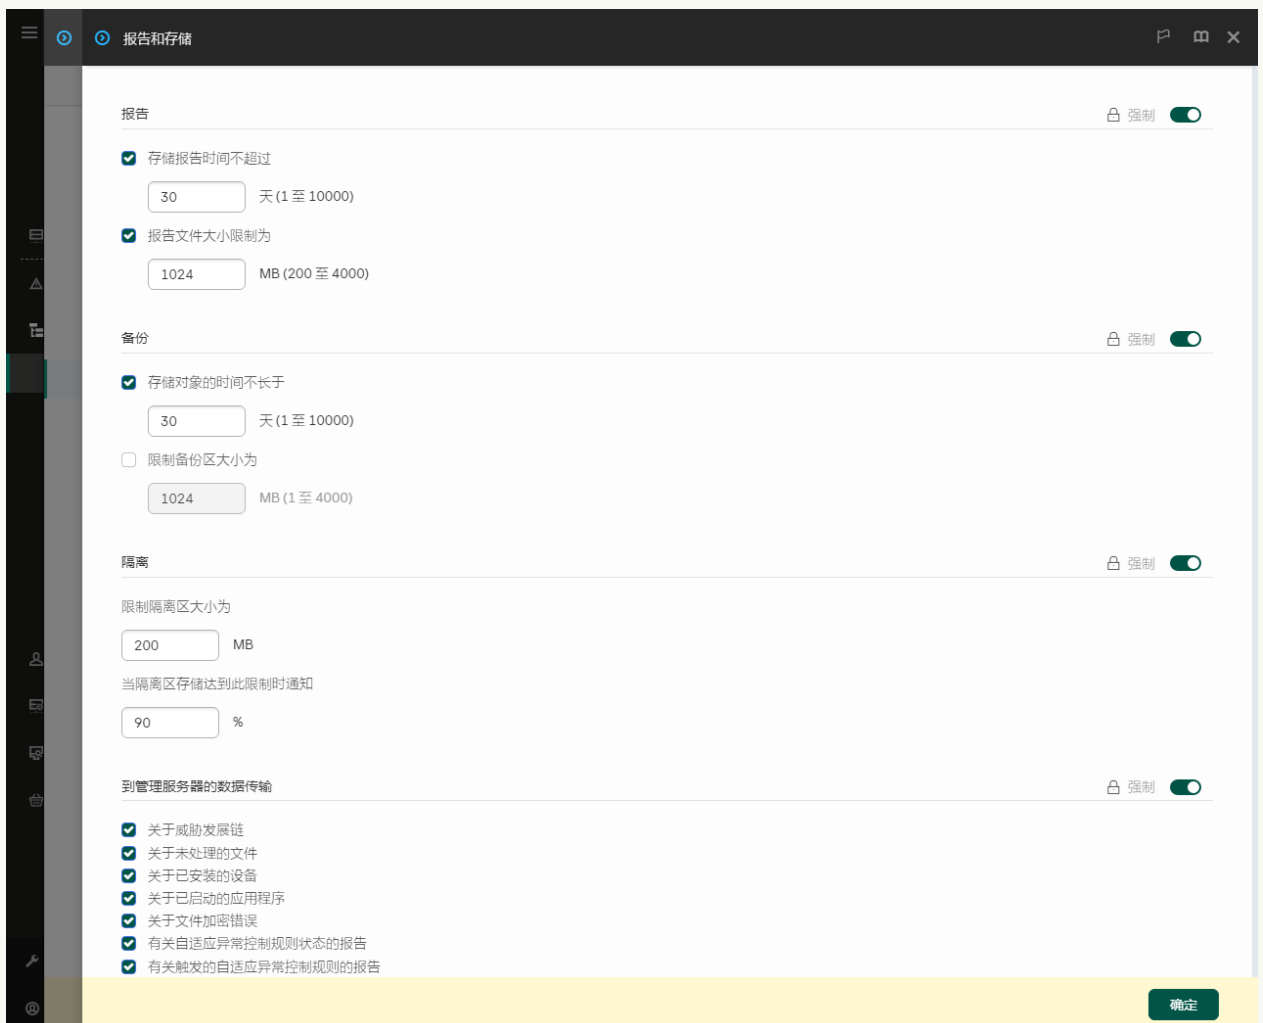 报告和存储
报告
强制
存储报告时间不超过
30 天 (1 至 10000)
报告文件大小限制为
1024 MB (200 至 4000)
备份
强制
存储对象的时间不长于
30 天 (1 至 10000)
限制备份区大小为
1024 MB (1 至 4000)
隔离
强制
限制隔离区大小为
200 MB
当隔离区存储达到此限制时通知
90 %
到管理服务器的数据传输
强制
关于威胁发展链
关于未处理的文件
关于已安装的设备
关于已启动的应用程序
关于文件加密错误
有关自适应异常控制规则状态的报告
有关触发的自适应异常控制规则的报告
确定